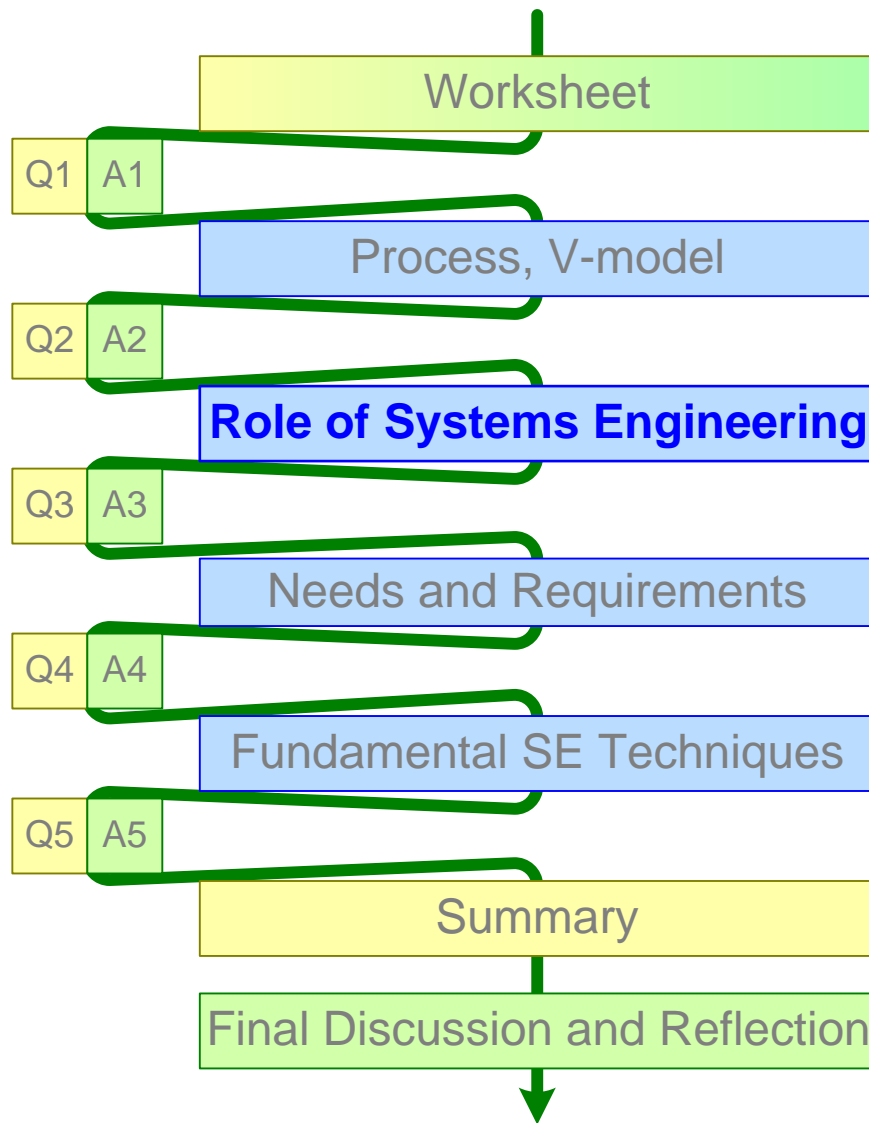 Worksheet
Q1 A1
Process, V-model
Q2 A2
Role of Systems Engineering
Q3 A3
Needs and Requirements
Q4 A4
Fundamental SE Techniques
Q5 A5
Summary
Final Discussion and Reflection